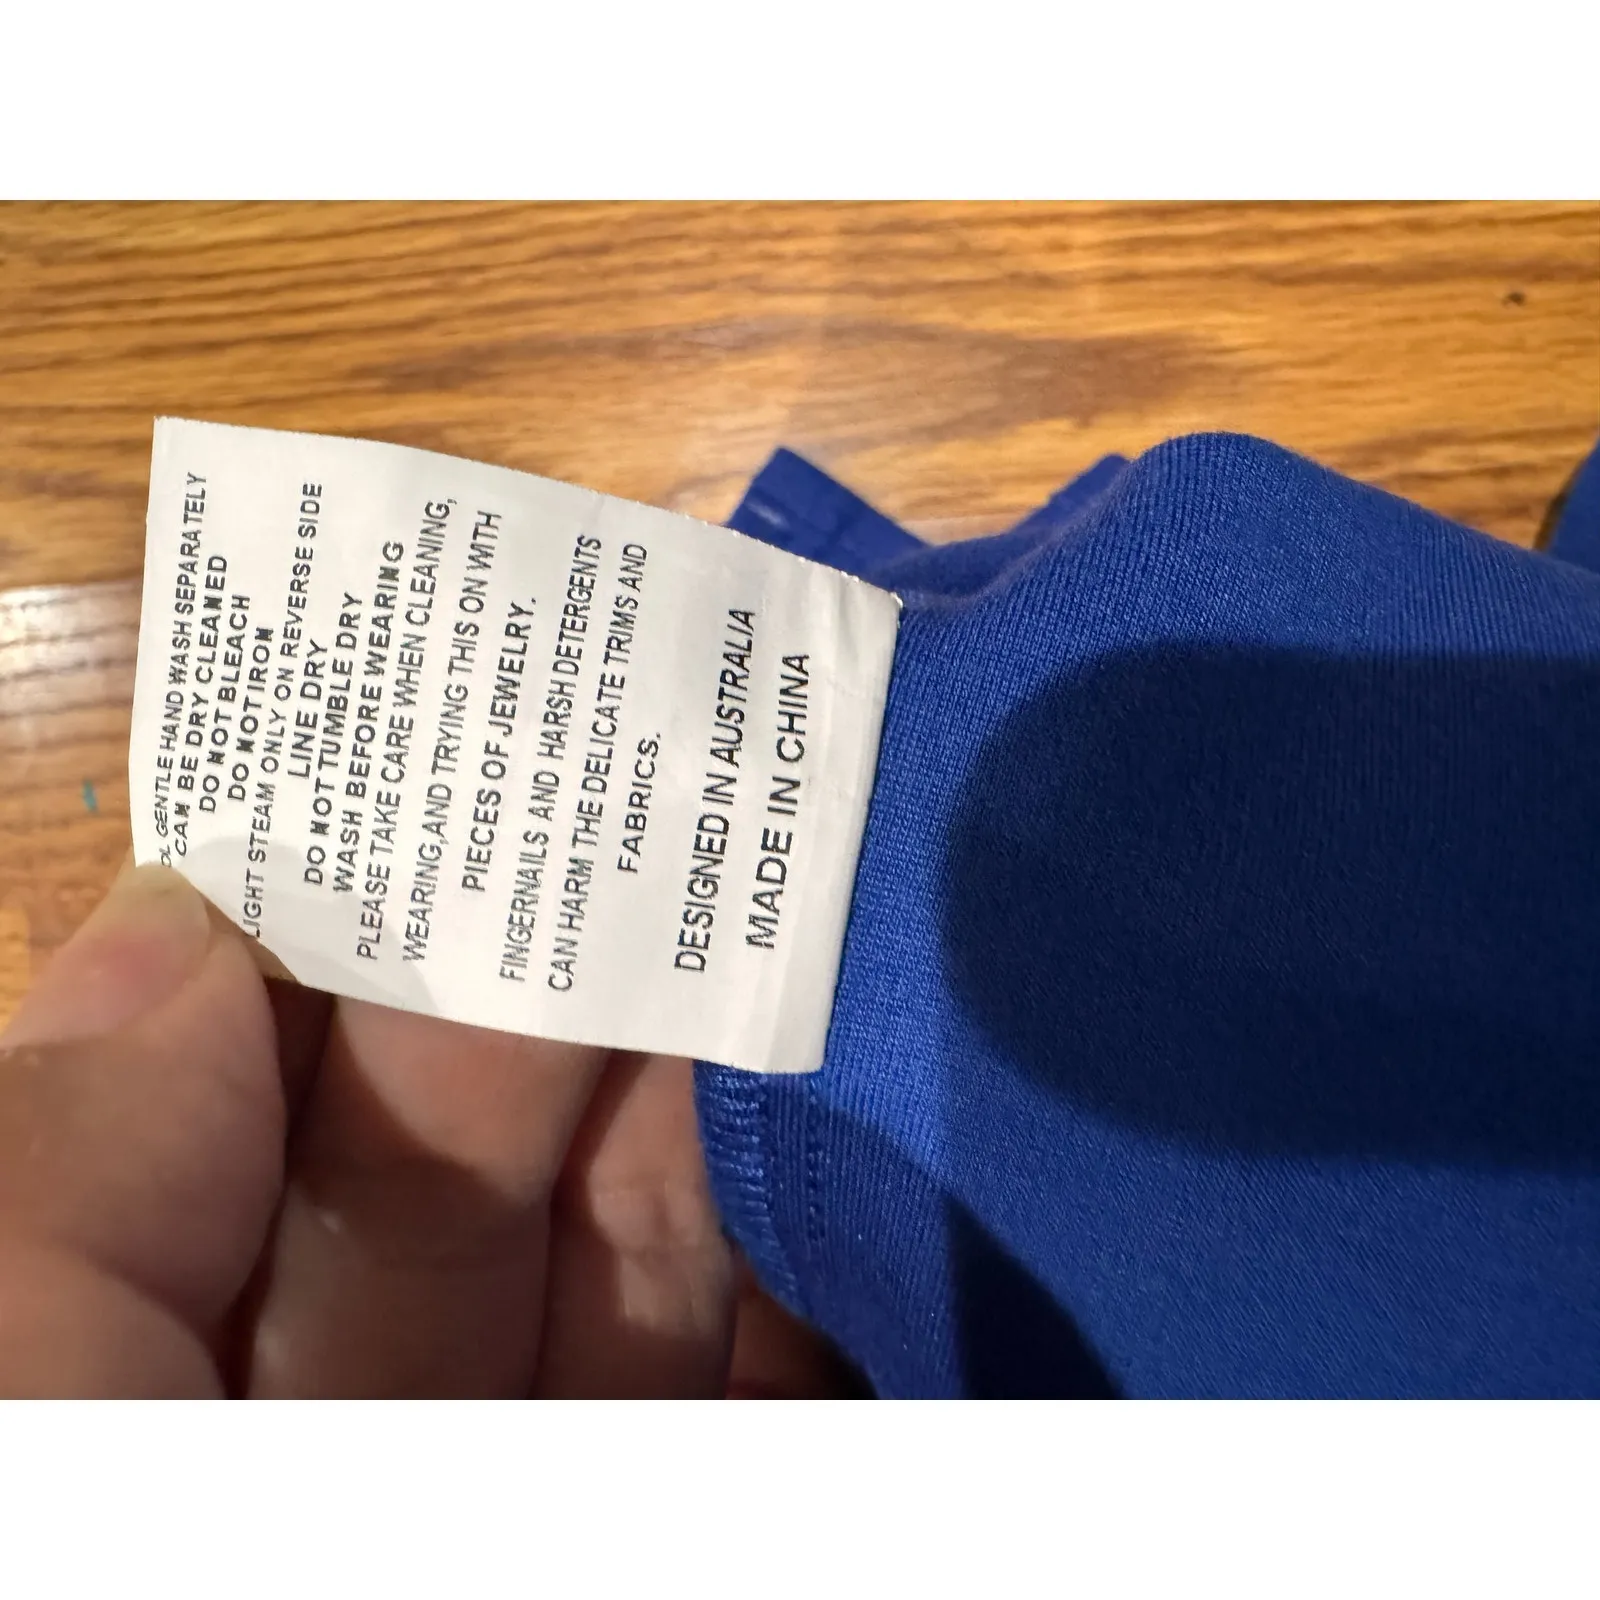 GENTLE HAND WASH SEPARATELY
CAN BE DRY CLEANED
DO NOT BLEACH
DO NOT IRON
LIGHT STEAM ONLY ON REVERSE SIDE
LINE DRY
DO NOT TUMBLE DRY
WASH BEFORE WEARING
PLEASE TAKE CARE WHEN CLEANING,
WEARING,AND TRYING THIS ON WITH
PIECES OF JEWELRY.
FINGERNAILS AND HARSH DETERGENTS
CAN HARM THE DELICATE TRIMS AND
FABRICS.
DESIGNED IN AUSTRALIA
MADE IN CHINA